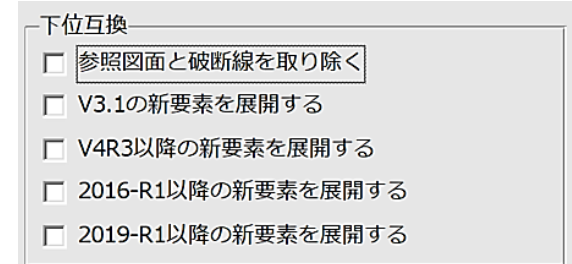 下位互換
参照図面と破断線を取り除く
V3.1の新要素を展開する
V4R3以降の新要素を展開する
2016-R1以降の新要素を展開する
2019-R1以降の新要素を展開する